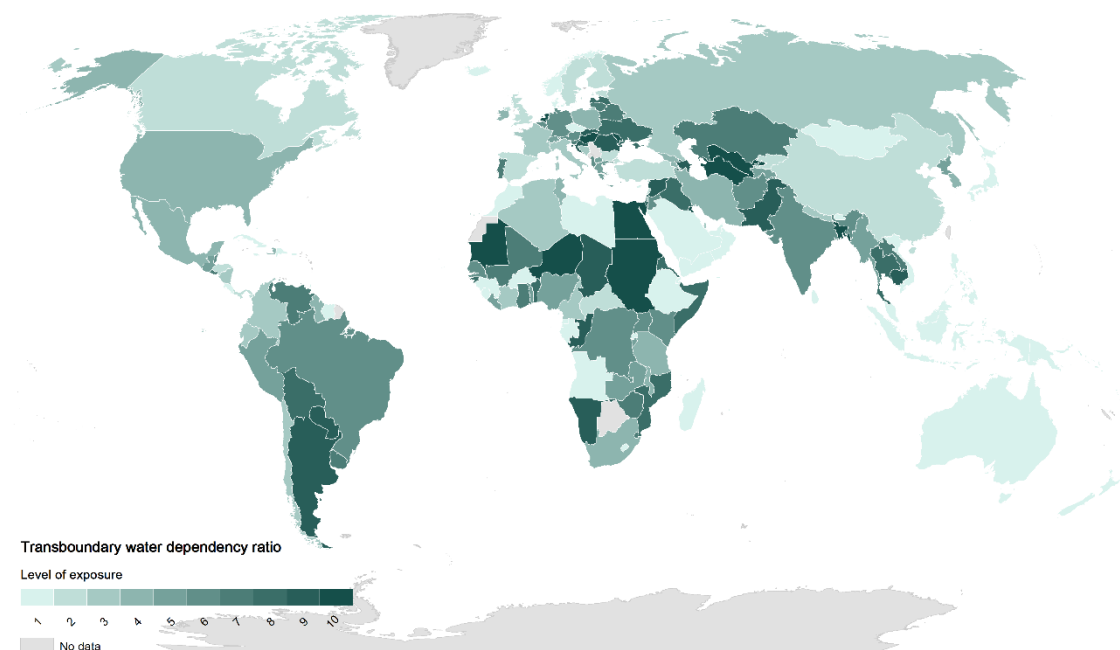 Transboundary water dependency ratio
Level of exposure
1 2 3 4 5 6 7 8 9 10
No data